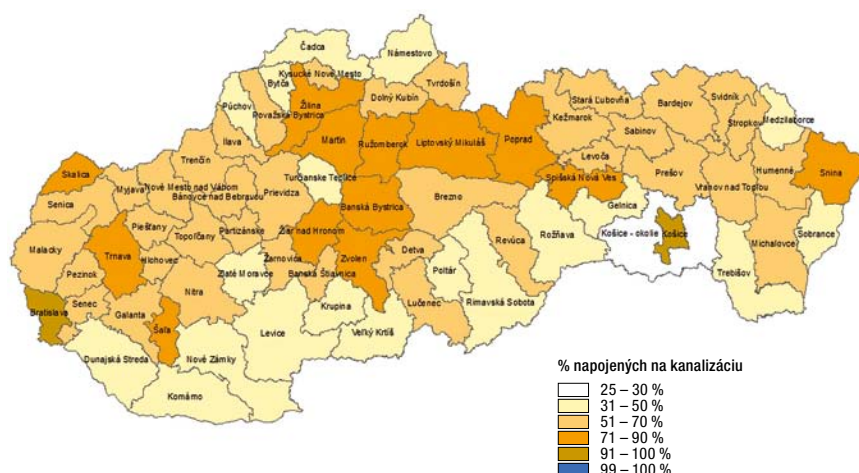 Čadca
Námestovo
Kysucké Nové Mesto
Bytča
Tvrdošín
Púchov
Žilina
Dolný Kubín
Považská Bystrica
Stará Ľubovňa
Bardejov
Svidník
Medzilaborce
Stropkov
Kežmarok
Sabinov
Ilava
Martin
Ružomberok
Liptovský Mikuláš
Poprad
Levoča
Trenčín
Turčianske Teplice
Prešov
Humenné
Snina
Skalica
Spišská Nová Ves
Vranov nad Topľou
Myjava
Nové Mesto nad Váhom
Bánovce nad Bebravou
Prievidza
Brezno
Gelnica
Senica
Banská Bystrica
Piešťany
Partizánske
Topoľčany
Žiar nad Hronom
Rožňava
Košice - okolie
Košice
Sobrance
Michalovce
Malacky
Trnava
Hlohovec
Žarnovica
Zvolen
Detva
Revúca
Trebišov
Pezinok
Zlaté Moravce
Banská Štiavnica
Poltár
Nitra
Bratislava
Senec
Galanta
Krupina
Lučenec
Rimavská Sobota
Šaľa
Levice
Veľký Krtíš
Dunajská Streda
Nové Zámky
Komárno
% napojených na kanalizáciu
25 – 30 %
31 – 50 %
51 – 70 %
71 – 90 %
91 – 100 %
99 – 100 %